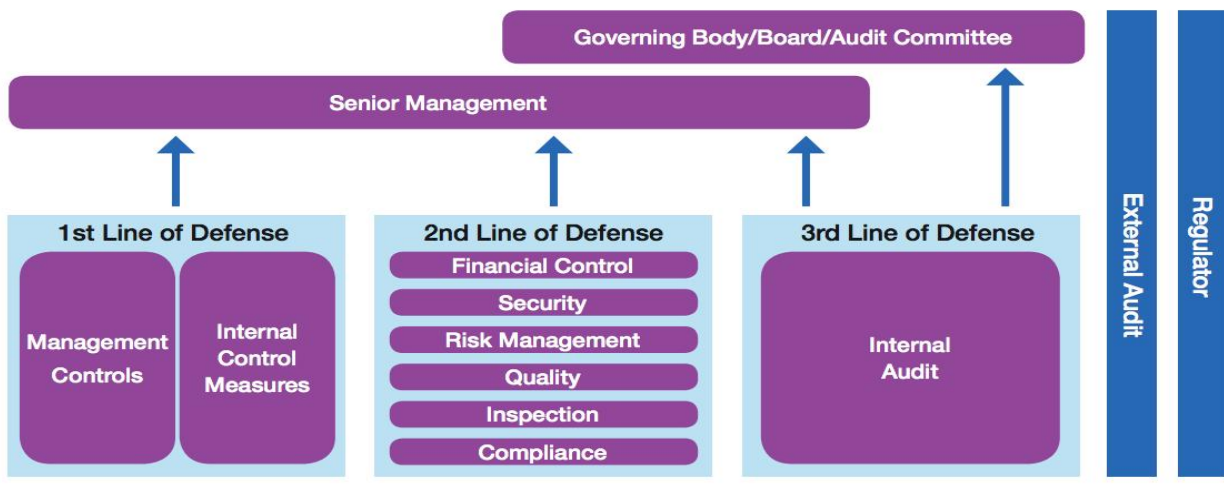 Governing Body/Board/Audit Committee
Senior Management
1st Line of Defense
Management
Controls
Internal
Control
Measures
2nd Line of Defense
Financial Control
Security
Risk Management
Quality
Inspection
Compliance
3rd Line of Defense
Internal
Audit
External Audit
Regulator